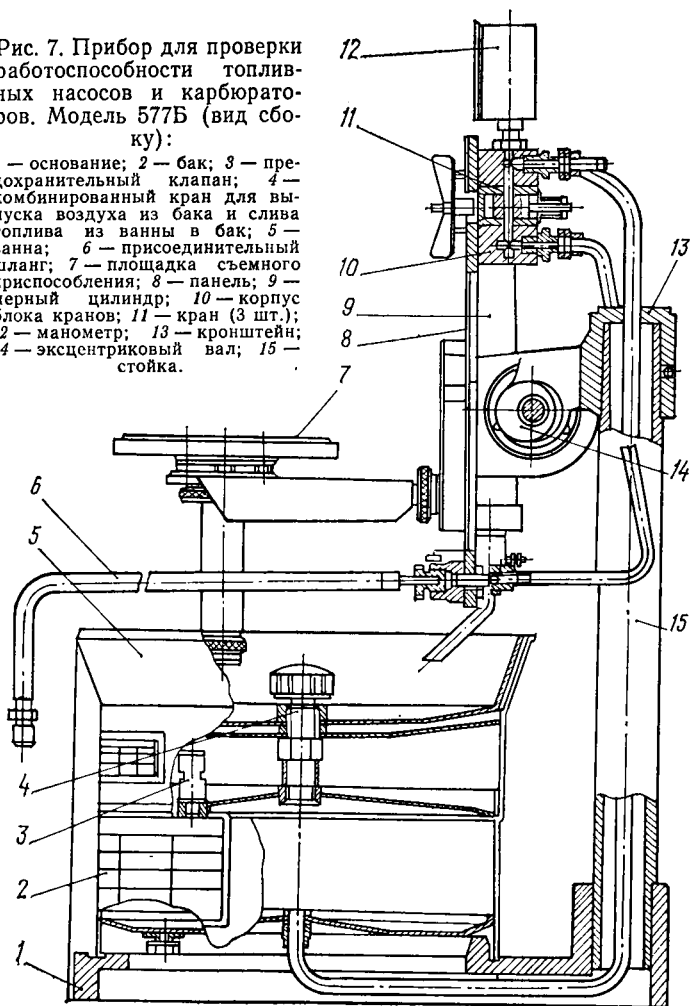 Рис. 7. Прибор для проверки
работоспособности топлив-
ных насосов и карбюрато-
ров. Модель 577Б (вид сбо-
ку):
— основание; 2 — бак; 3 — пре-
дохранительный клапан; 4 —
комбинированный кран для вы-
пуска воздуха из бака и слива
топлива из ванны в бак; 5 —
ванна; 6 — присоединительный
шланг; 7 — площадка съемного
приспособления; 8 — панель; 9 —
мерный цилиндр; 10 — корпус
блока кранов; 11 — кран (3 шт.);
2 — манометр; 13 — кронштейн;
4 — эксцентриковый вал; 15 —
стойка.
12
11
10
13
9
8
7
14
6
5
15
4
3
2
1